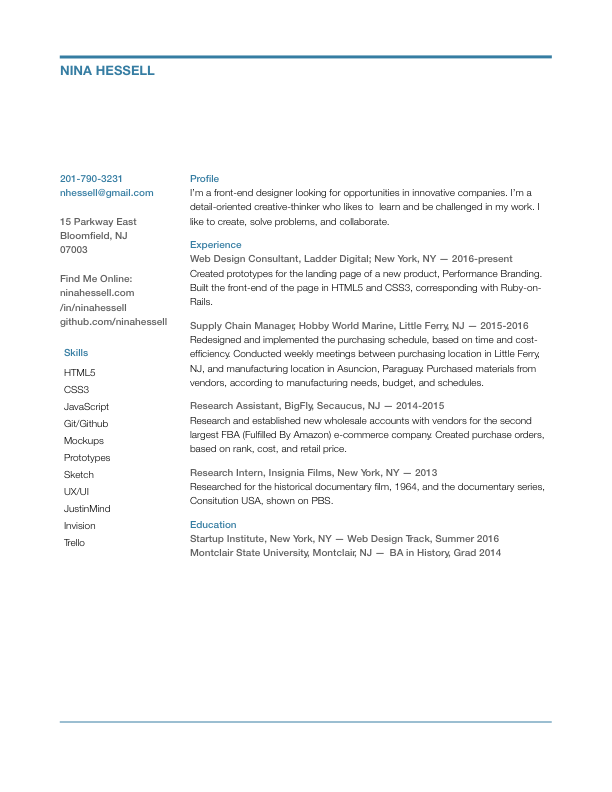 NINA HESSELL
201-790-3231
nhessell@gmail.com
15 Parkway East
Bloomfield, NJ
07003
Find Me Online:
ninahessell.com
/in/ninahessell
github.com/ninahessell
Skills
HTML5
CSS3
JavaScript
Git/Github
Mockups
Prototypes
Sketch
UX/UI
JustinMind
Invision
Trello
Profile
I'm a front-end designer looking for opportunities in innovative companies. I'm a
detail-oriented creative-thinker who likes to  learn and be challenged in my work. I
like to create, solve problems, and collaborate.
Experience
Web Design Consultant, Ladder Digital; New York, NY — 2016-present
Created prototypes for the landing page of a new product, Performance Branding.
Built the front-end of the page in HTML5 and CSS3, corresponding with Ruby-on-
Rails.
Supply Chain Manager, Hobby World Marine, Little Ferry, NJ — 2015-2016
Redesigned and implemented the purchasing schedule, based on time and cost-
efficiency. Conducted weekly meetings between purchasing location in Little Ferry,
NJ, and manufacturing location in Asuncion, Paraguay. Purchased materials from
vendors, according to manufacturing needs, budget, and schedules.
Research Assistant, BigFly, Secaucus, NJ — 2014-2015
Research and established new wholesale accounts with vendors for the second
largest FBA (Fulfilled By Amazon) e-commerce company. Created purchase orders,
based on rank, cost, and retail price.
Research Intern, Insignia Films, New York, NY — 2013
Researched for the historical documentary film, 1964, and the documentary series,
Consitution USA, shown on PBS.
Education
Startup Institute, New York, NY — Web Design Track, Summer 2016
Montclair State University, Montclair, NJ —  BA in History, Grad 2014